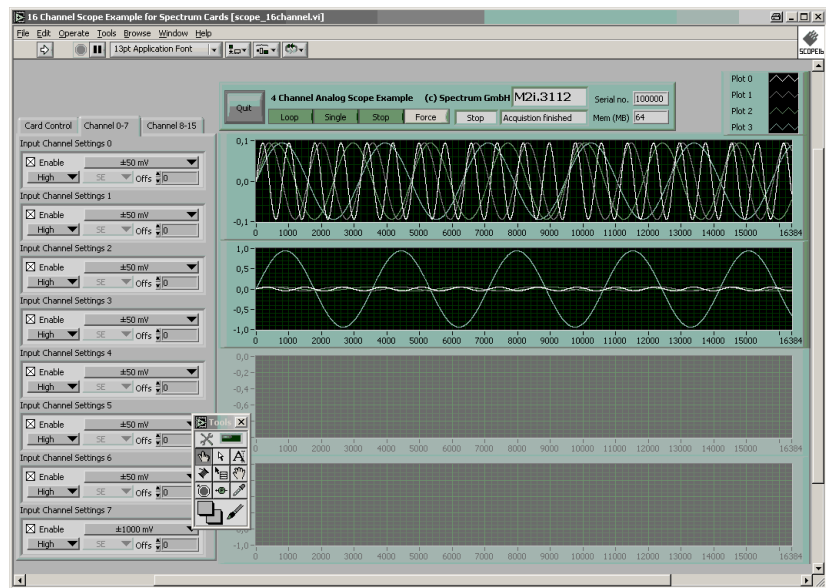 16 Channel Scope Example for Spectrum Cards [scope_16channel.vi]
File Edit Operate Tools Browse Window Help
13pt Application Font
SCOPE16
Plot 0
Plot 1
Plot 2
Plot 3
Quit
4 Channel Analog Scope Example (c) Spectrum GmbH M2i.3112 Serial no. 100000
Loop Single Stop Force Stop Acquistion finished Mem (MB) 64
Card Control Channel 0-7 Channel 8-15
Input Channel Settings 0
Enable ±50 mV
High SE Offs 0
Input Channel Settings 1
Enable ±50 mV
High SE Offs 0
Input Channel Settings 2
Enable ±50 mV
High SE Offs 0
Input Channel Settings 3
Enable ±50 mV
High SE Offs 0
Input Channel Settings 4
Enable ±50 mV
High SE Offs 0
Input Channel Settings 5
Enable ±50 mV
High SE Offs 0
Input Channel Settings 6
Enable ±50 mV
High SE Offs 0
Input Channel Settings 7
Enable ±1000 mV
High SE Offs 0
0,1
0,0
-0,1
0 1000 2000 3000 4000 5000 6000 7000 8000 9000 10000 11000 12000 13000 14000 15000 16384
1,0
0,5
0,0
-0,5
-1,0
0 1000 2000 3000 4000 5000 6000 7000 8000 9000 10000 11000 12000 13000 14000 15000 16384
0,0
-0,2
-0,4
-0,6
0 1000 2000 3000 4000 5000 6000 7000 8000 9000 10000 11000 12000 13000 14000 15000 16384
Tools
A
-1,0
0 1000 2000 3000 4000 5000 6000 7000 8000 9000 10000 11000 12000 13000 14000 15000 16384